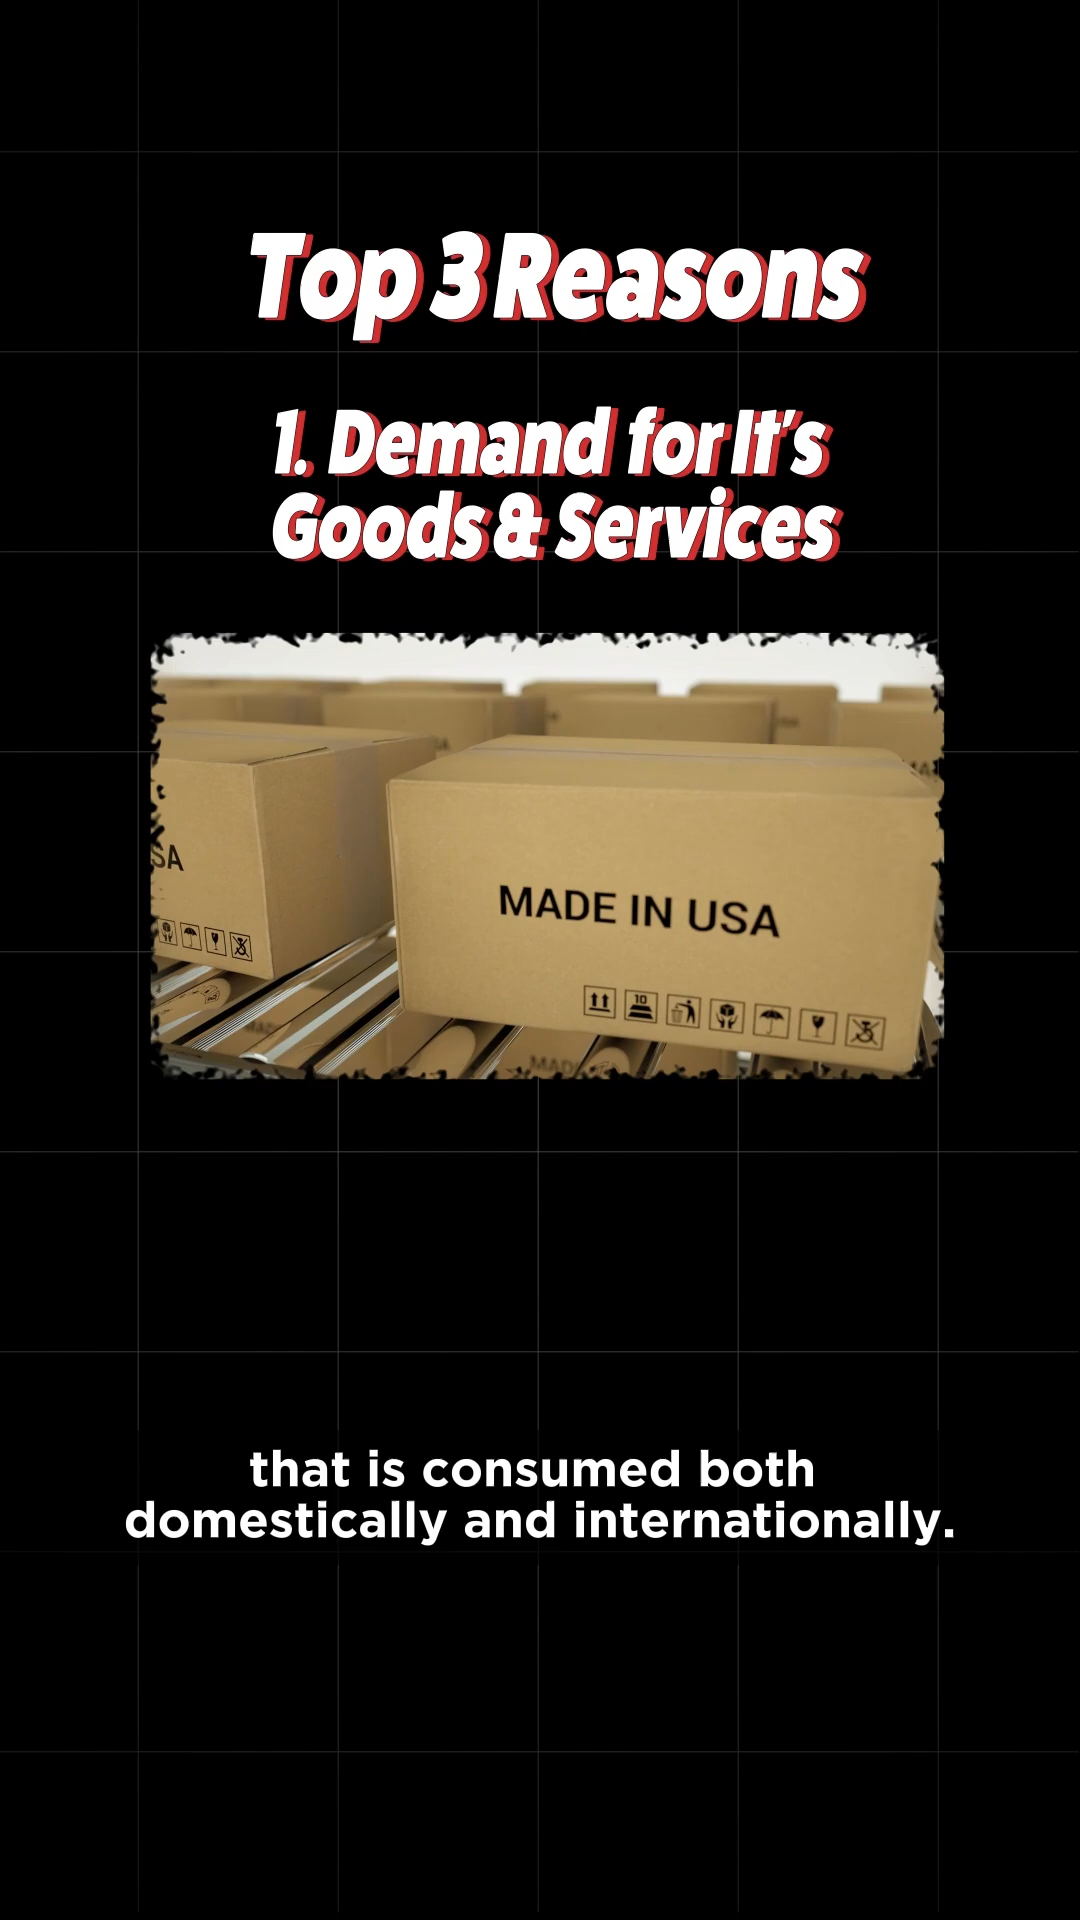 Top 3 Reasons
1. Demand for It's
Goods & Services
SA
MADE IN USA
10
that is consumed both
domestically and internationally.